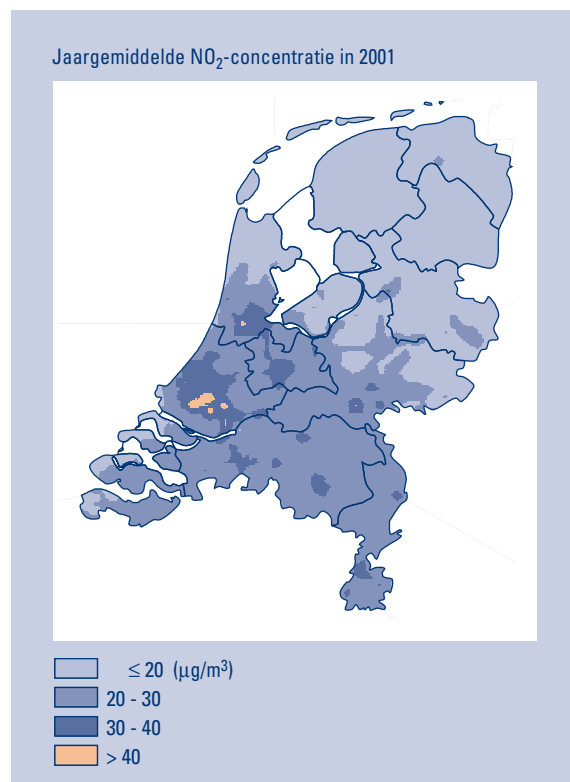 Jaargemiddelde NO₂-concentratie in 2001
≤ 20 (µg/m³)
20 - 30
30 - 40
> 40